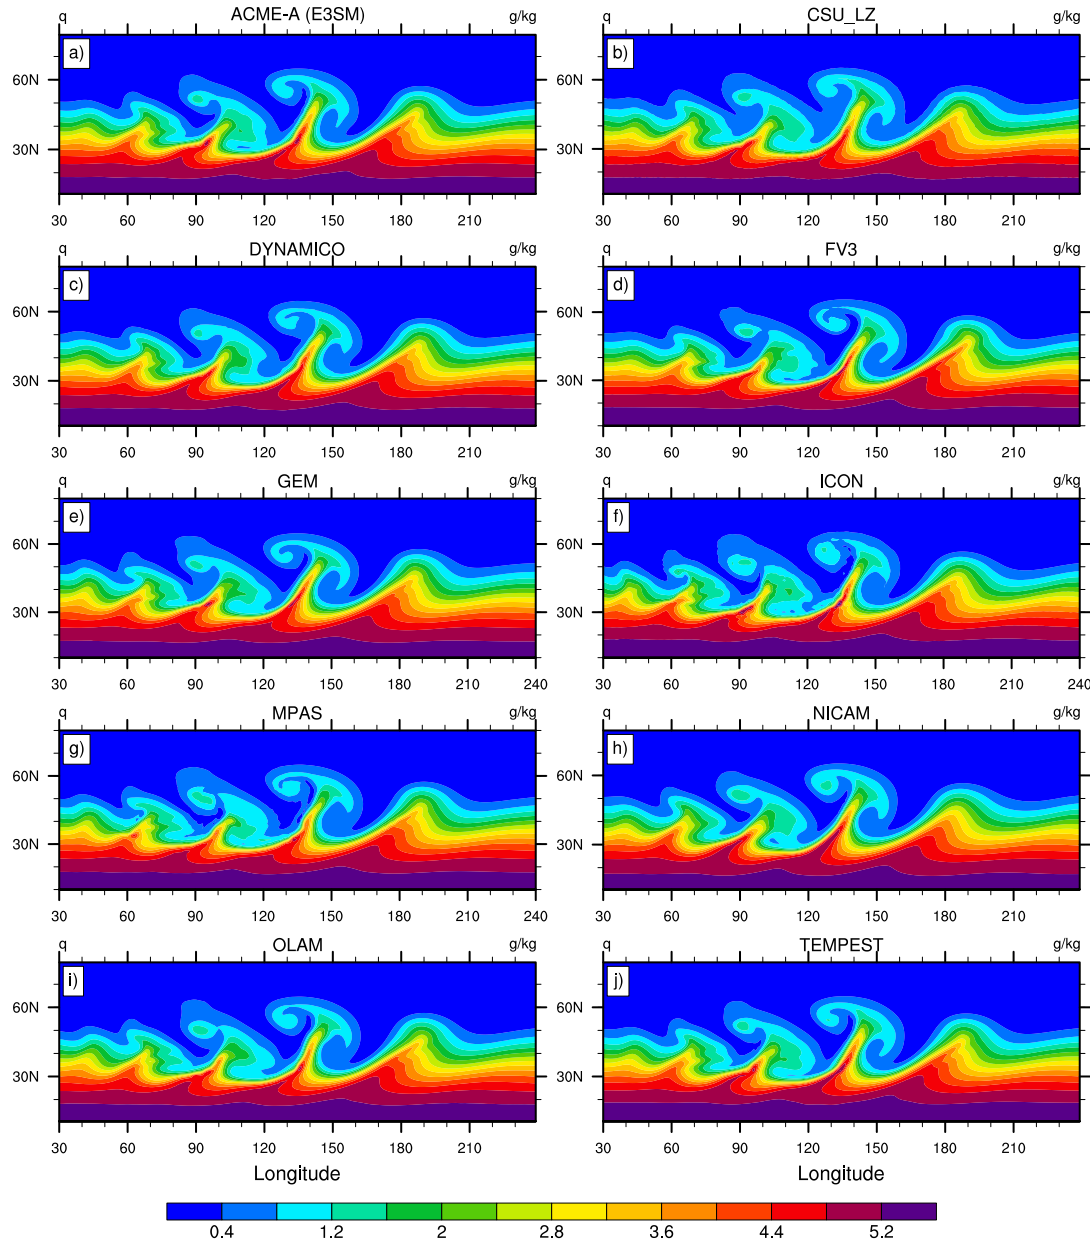 q ACME-A (E3SM) g/kg q CSU_LZ g/kg
a) b)
60N 60N
30N 30N
30 60 90 120 150 180 210 30 60 90 120 150 180 210
q DYNAMICO g/kg q FV3 g/kg
c) d)
60N 60N
30N 30N
30 60 90 120 150 180 210 30 60 90 120 150 180 210
q GEM g/kg q ICON g/kg
e) f)
60N 60N
30N 30N
30 60 90 120 150 180 210 240 30 60 90 120 150 180 210 240
q MPAS g/kg q NICAM g/kg
g) h)
60N 60N
30N 30N
30 60 90 120 150 180 210 240 30 60 90 120 150 180 210
q OLAM g/kg q TEMPEST g/kg
i) j)
60N 60N
30N 30N
30 60 90 120 150 180 210 30 60 90 120 150 180 210
Longitude Longitude
0.4 1.2 2 2.8 3.6 4.4 5.2